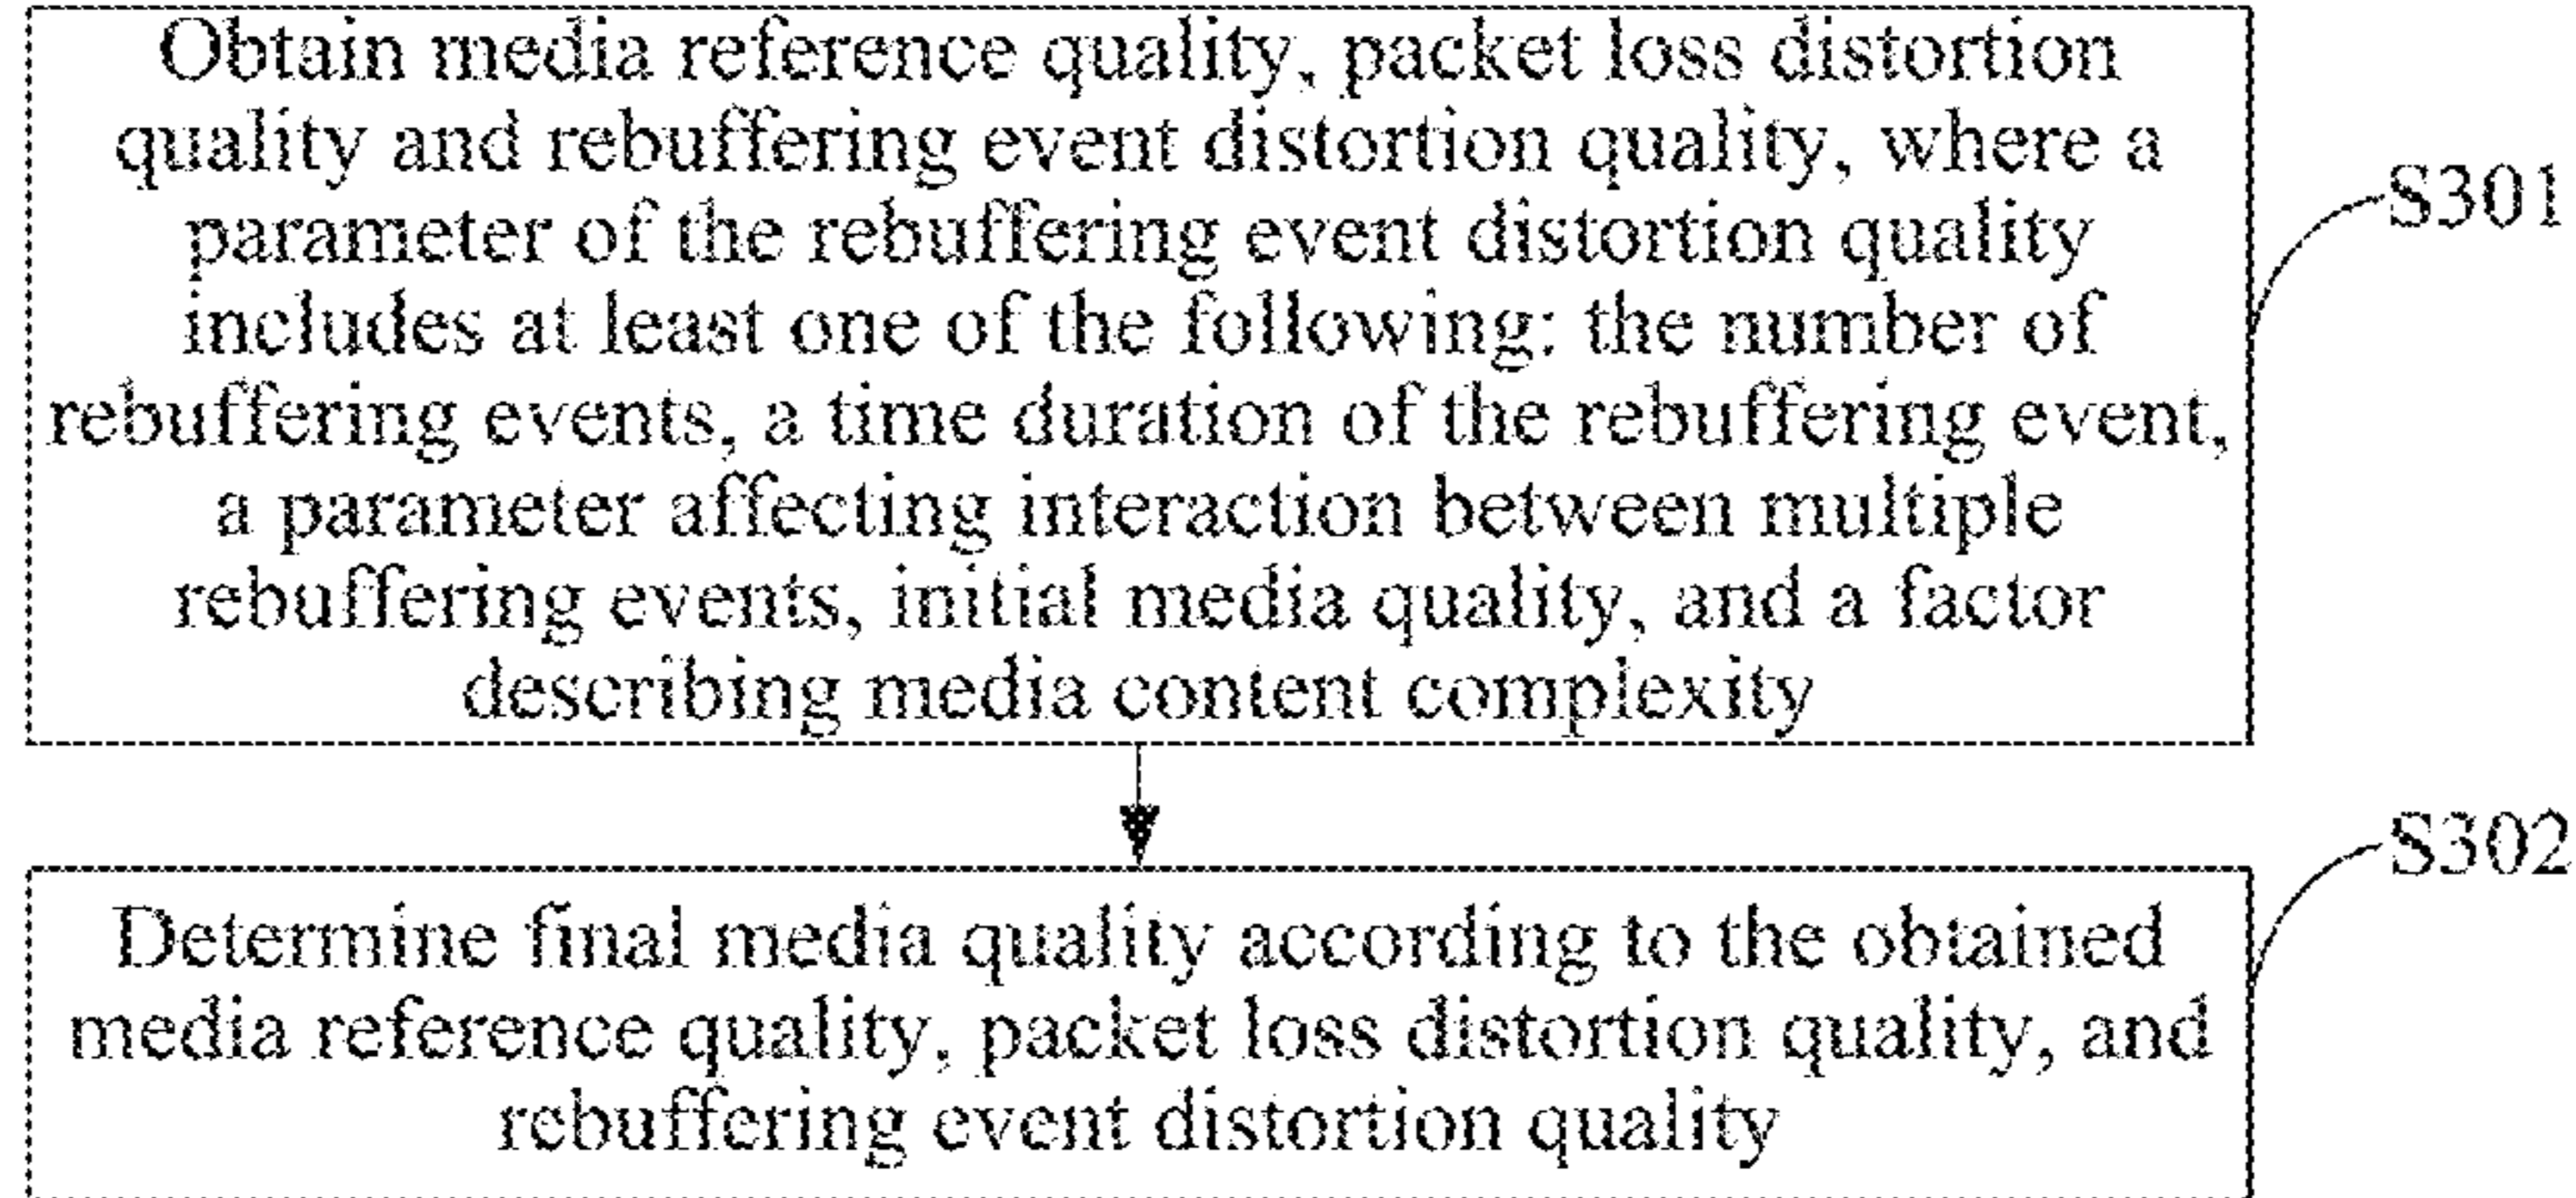 Obtain media reference quality, packet loss distortion
quality and rebuffering event distortion quality, where a
parameter of the rebuffering event distortion quality
includes at least one of the following: the number of
rebuffering events, a time duration of the rebuffering event,
a parameter affecting interaction between multiple
rebuffering events, initial media quality, and a factor
describing media content complexity
S301
Determine final media quality according to the obtained
media reference quality, packet loss distortion quality, and
rebuffering event distortion quality
S302